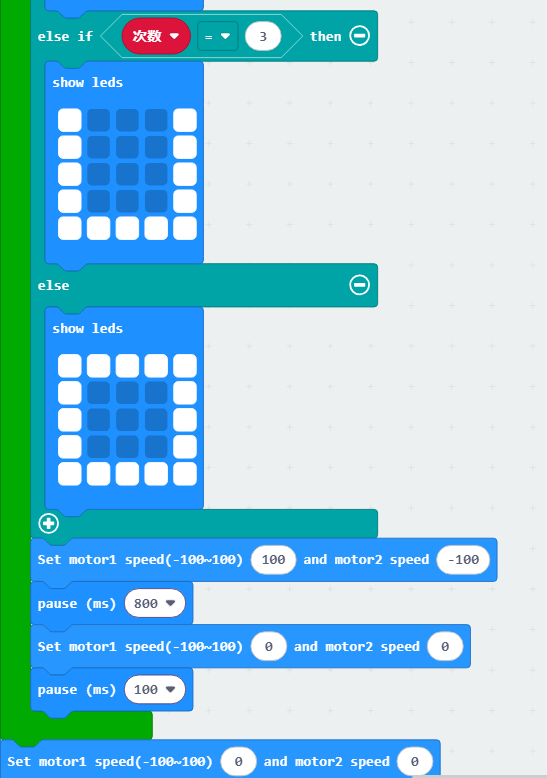 else if 次数 = 3 then
show leds
else
show leds
Set motor1 speed(-100~100) 100 and motor2 speed -100
pause (ms) 800
Set motor1 speed(-100~100) 0 and motor2 speed 0
pause (ms) 100
Set motor1 speed(-100~100) 0 and motor2 speed 0